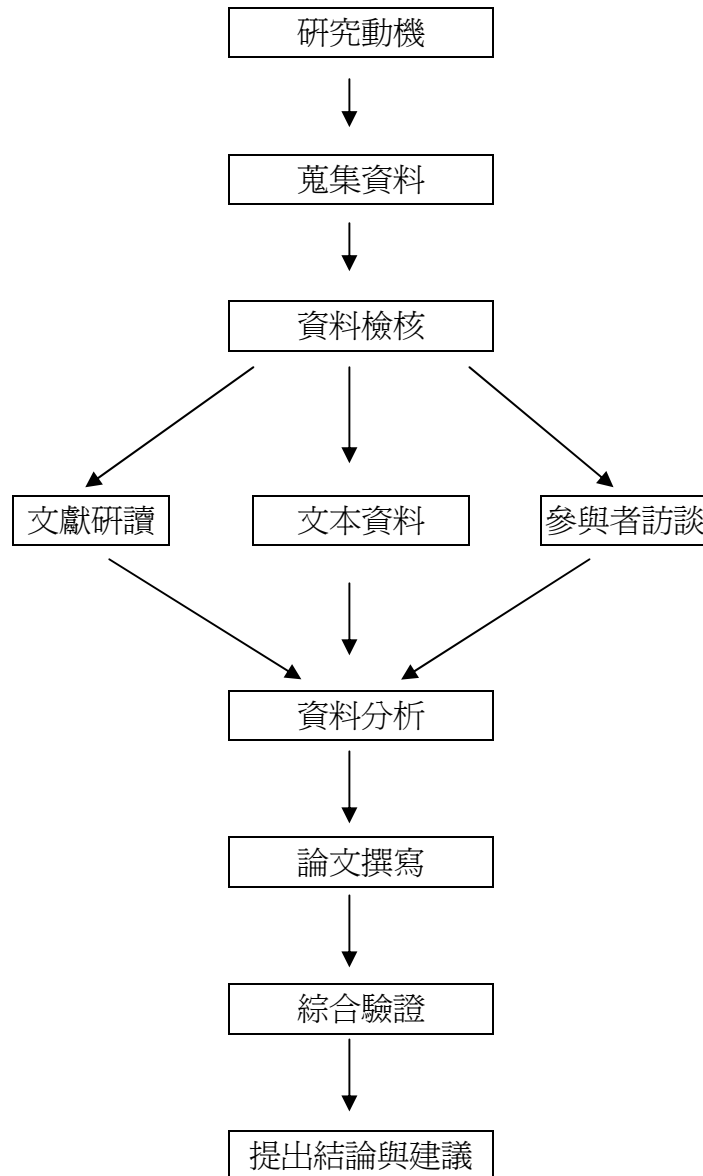 研究動機
蒐集資料
資料檢核
文獻研讀
文本資料
參與者訪談
資料分析
論文撰寫
綜合驗證
提出結論與建議